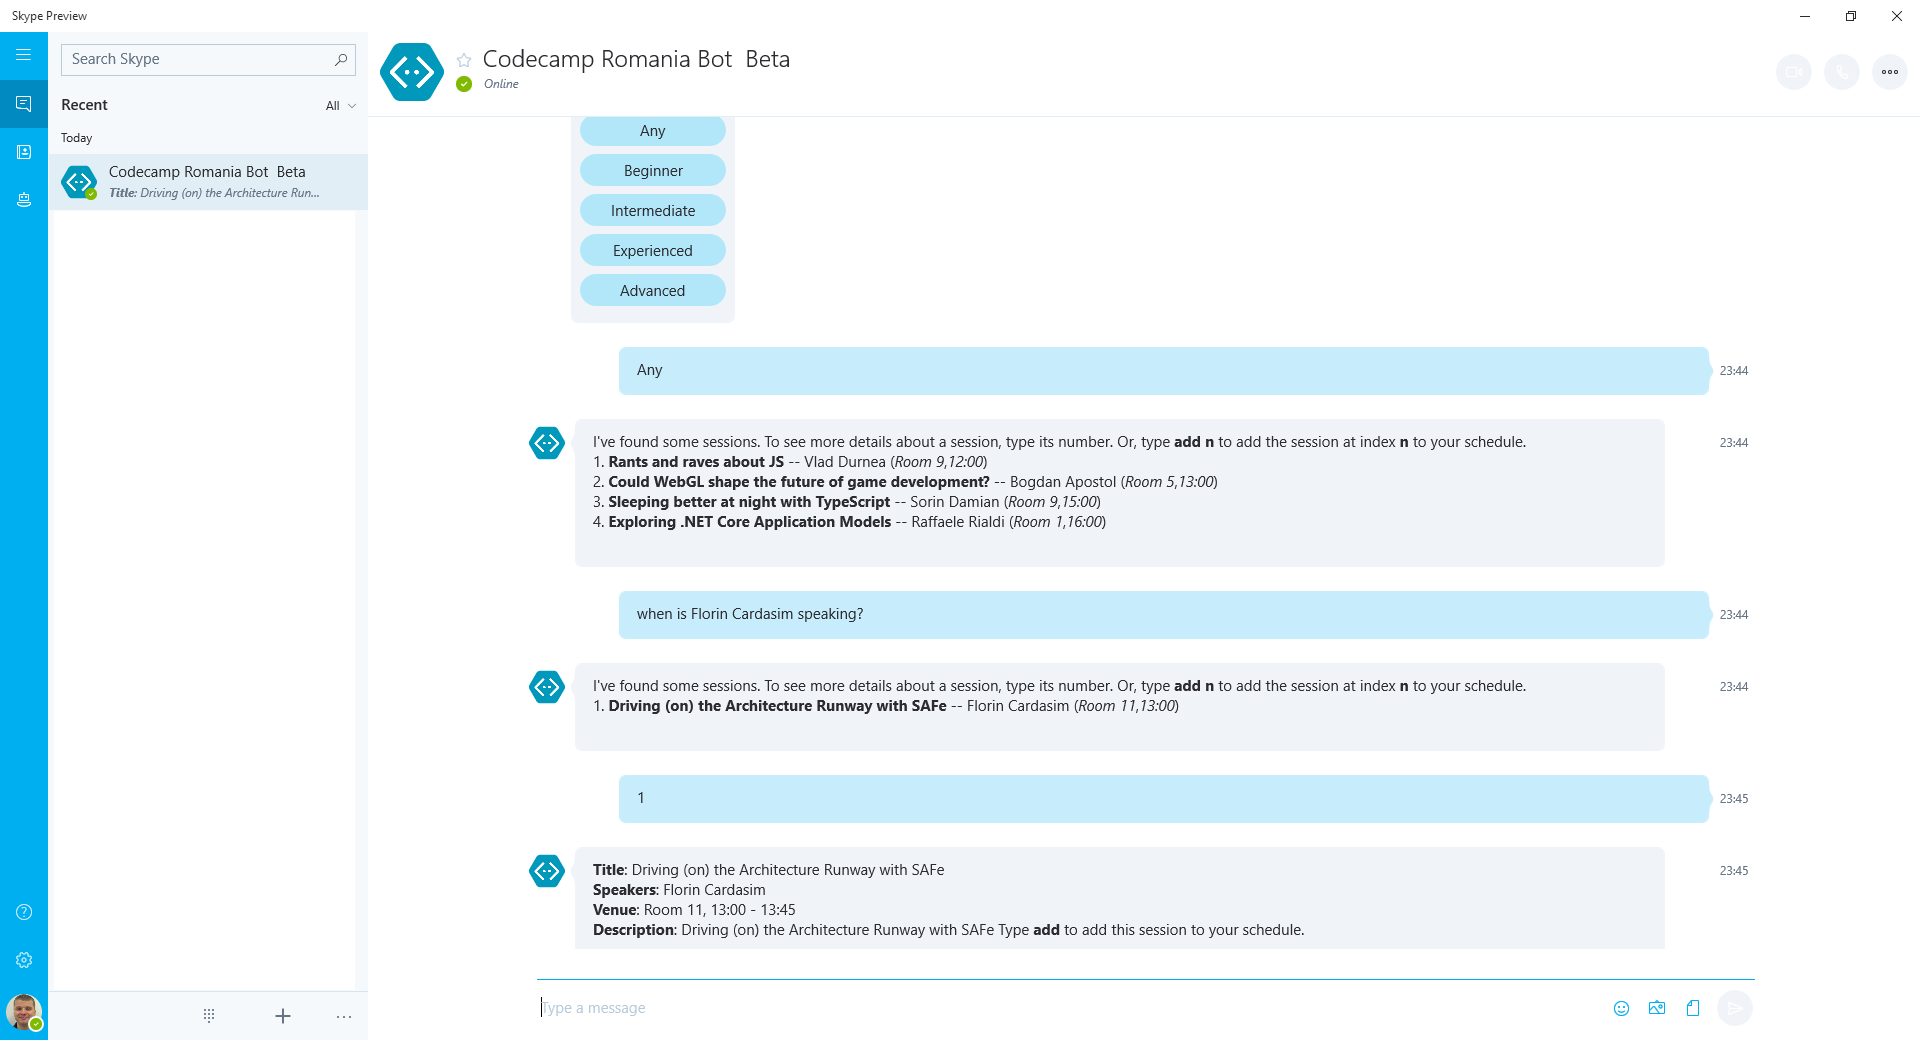 Skype Preview
Search Skype
Recent
All
Today
Codecamp Romania Bot  Beta
Title: Driving (on) the Architecture Run...
Codecamp Romania Bot  Beta
Online
Any
Beginner
Intermediate
Experienced
Advanced
Any
23:44
I've found some sessions. To see more details about a session, type its number. Or, type add n to add the session at index n to your schedule.
23:44
1. Rants and raves about JS -- Vlad Durnea (Room 9,12:00)
2. Could WebGL shape the future of game development? -- Bogdan Apostol (Room 5,13:00)
3. Sleeping better at night with TypeScript -- Sorin Damian (Room 9,15:00)
4. Exploring .NET Core Application Models -- Raffaele Rialdi (Room 1,16:00)
when is Florin Cardasim speaking?
23:44
I've found some sessions. To see more details about a session, type its number. Or, type add n to add the session at index n to your schedule.
23:44
1. Driving (on) the Architecture Runway with SAFe -- Florin Cardasim (Room 11,13:00)
1
23:45
Title: Driving (on) the Architecture Runway with SAFe
23:45
Speakers: Florin Cardasim
Venue: Room 11, 13:00 - 13:45
Description: Driving (on) the Architecture Runway with SAFe Type add to add this session to your schedule.
Type a message